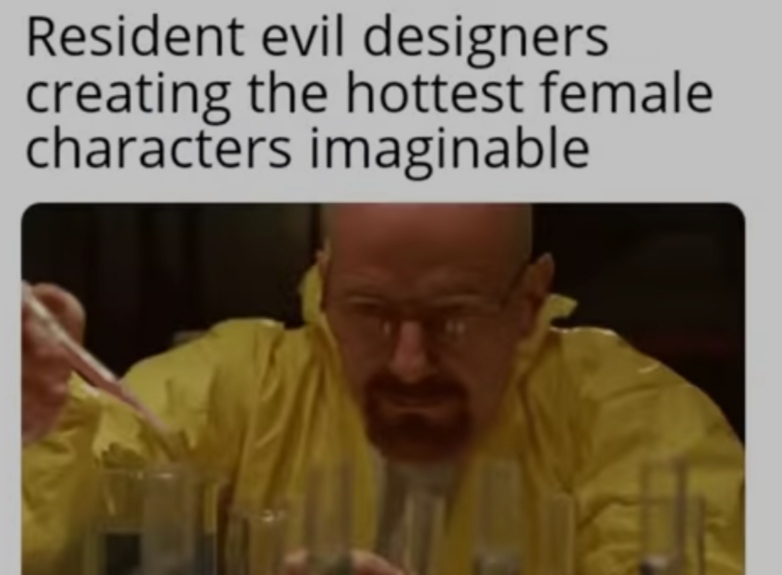 Resident evil designers
creating the hottest female
characters imaginable